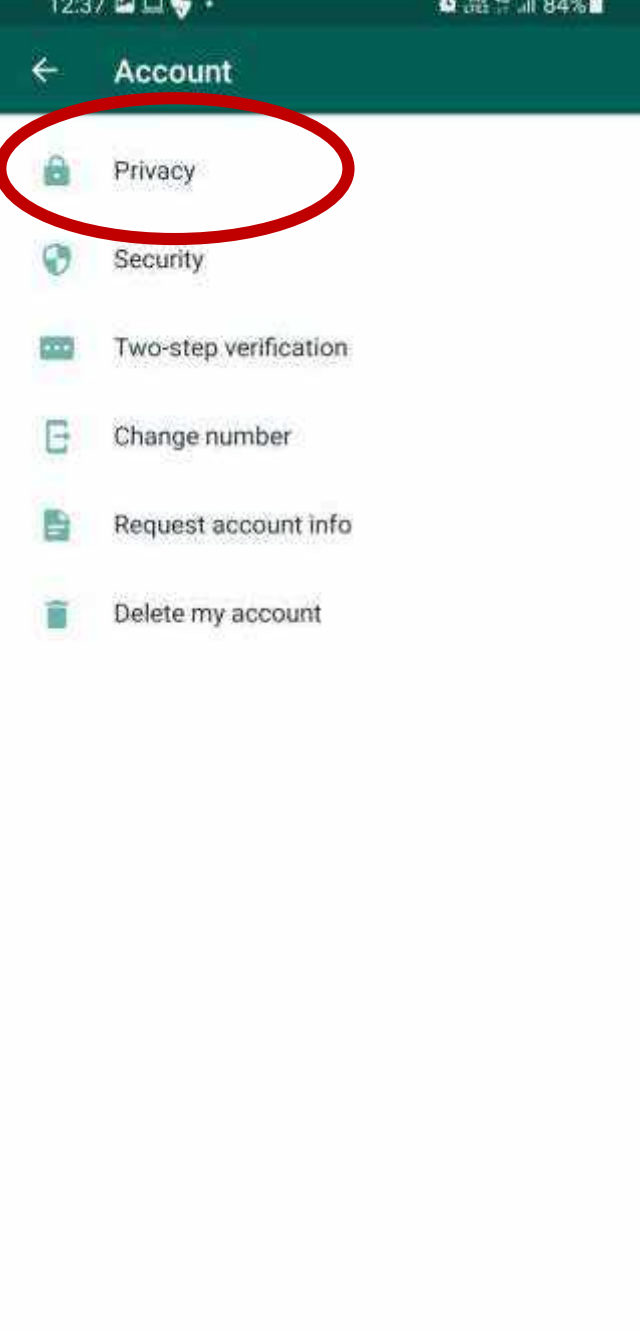 12:37
84%
Account
Privacy
Security
Two-step verification
Change number
Request account info
Delete my account